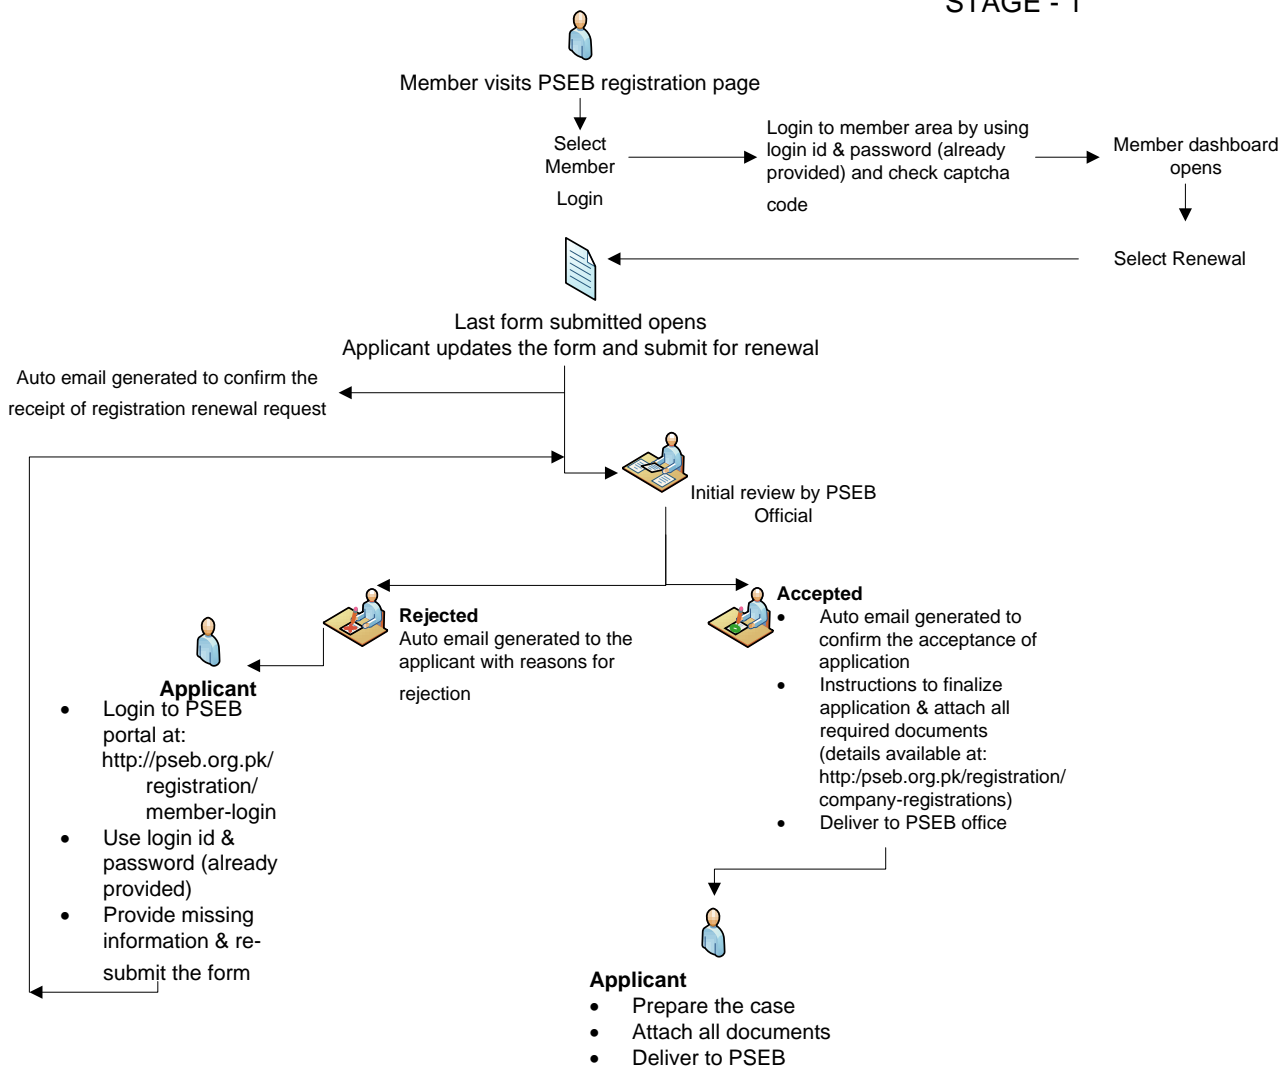 STAGE - 1
Member visits PSEB registration page
Select
Member
Login
Login to member area by using
login id & password (already
provided) and check captcha
code
Member dashboard
opens
Select Renewal
Last form submitted opens
Applicant updates the form and submit for renewal
Auto email generated to confirm the
receipt of registration renewal request
Initial review by PSEB
Official
Rejected
Auto email generated to the
applicant with reasons for
rejection
Accepted
• Auto email generated to
confirm the acceptance of
application
• Instructions to finalize
application & attach all
required documents
(details available at:
http:/pseb.org.pk/registration/
company-registrations)
• Deliver to PSEB office
Applicant
• Login to PSEB
portal at:
http://pseb.org.pk/
registration/
member-login
• Use login id &
password (already
provided)
• Provide missing
information & re-
submit the form
Applicant
• Prepare the case
• Attach all documents
• Deliver to PSEB